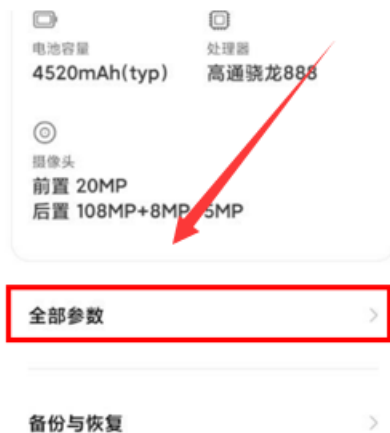 电池容量 处理器
4520mAh(typ) 高通骁龙888
摄像头
前置 20MP
后置 108MP+8MP 5MP
全部参数
备份与恢复